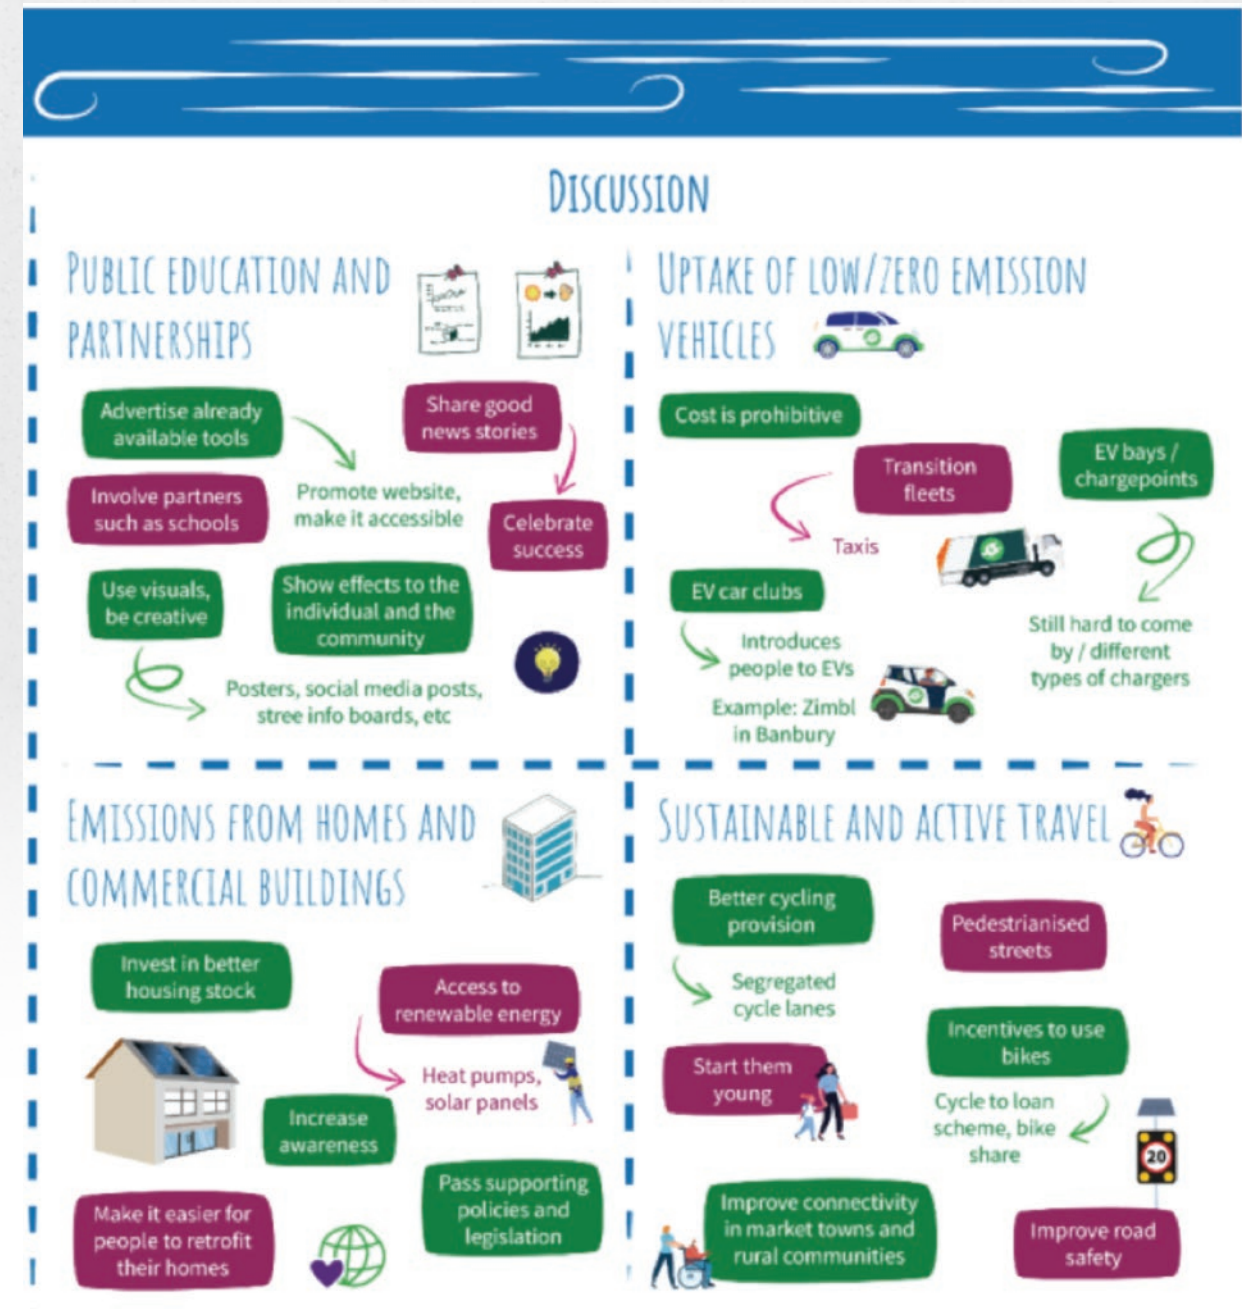 DISCUSSION
PUBLIC EDUCATION AND
PARTNERSHIPS
Advertise already
available tools
Promote website,
make it accessible
Share good
news stories
Celebrate
success
Involve partners
such as schools
Use visuals,
be creative
Posters, social media posts,
stree info boards, etc
Show effects to the
individual and the
community
UPTAKE OF LOW/ZERO EMISSION
VEHICLES
Cost is prohibitive
Transition
fleets
Taxis
EV bays /
chargepoints
Still hard to come
by / different
types of chargers
EV car clubs
Introduces
people to EVs
Example: Zimbl
in Banbury
EMISSIONS FROM HOMES AND
COMMERCIAL BUILDINGS
Invest in better
housing stock
Access to
renewable energy
Heat pumps,
solar panels
Increase
awareness
Pass supporting
policies and
legislation
Make it easier for
people to retrofit
their homes
SUSTAINABLE AND ACTIVE TRAVEL
Better cycling
provision
Segregated
cycle lanes
Pedestrianised
streets
Incentives to use
bikes
Cycle to loan
scheme, bike
share
Start them
young
20
Improve connectivity
in market towns and
rural communities
Improve road
safety